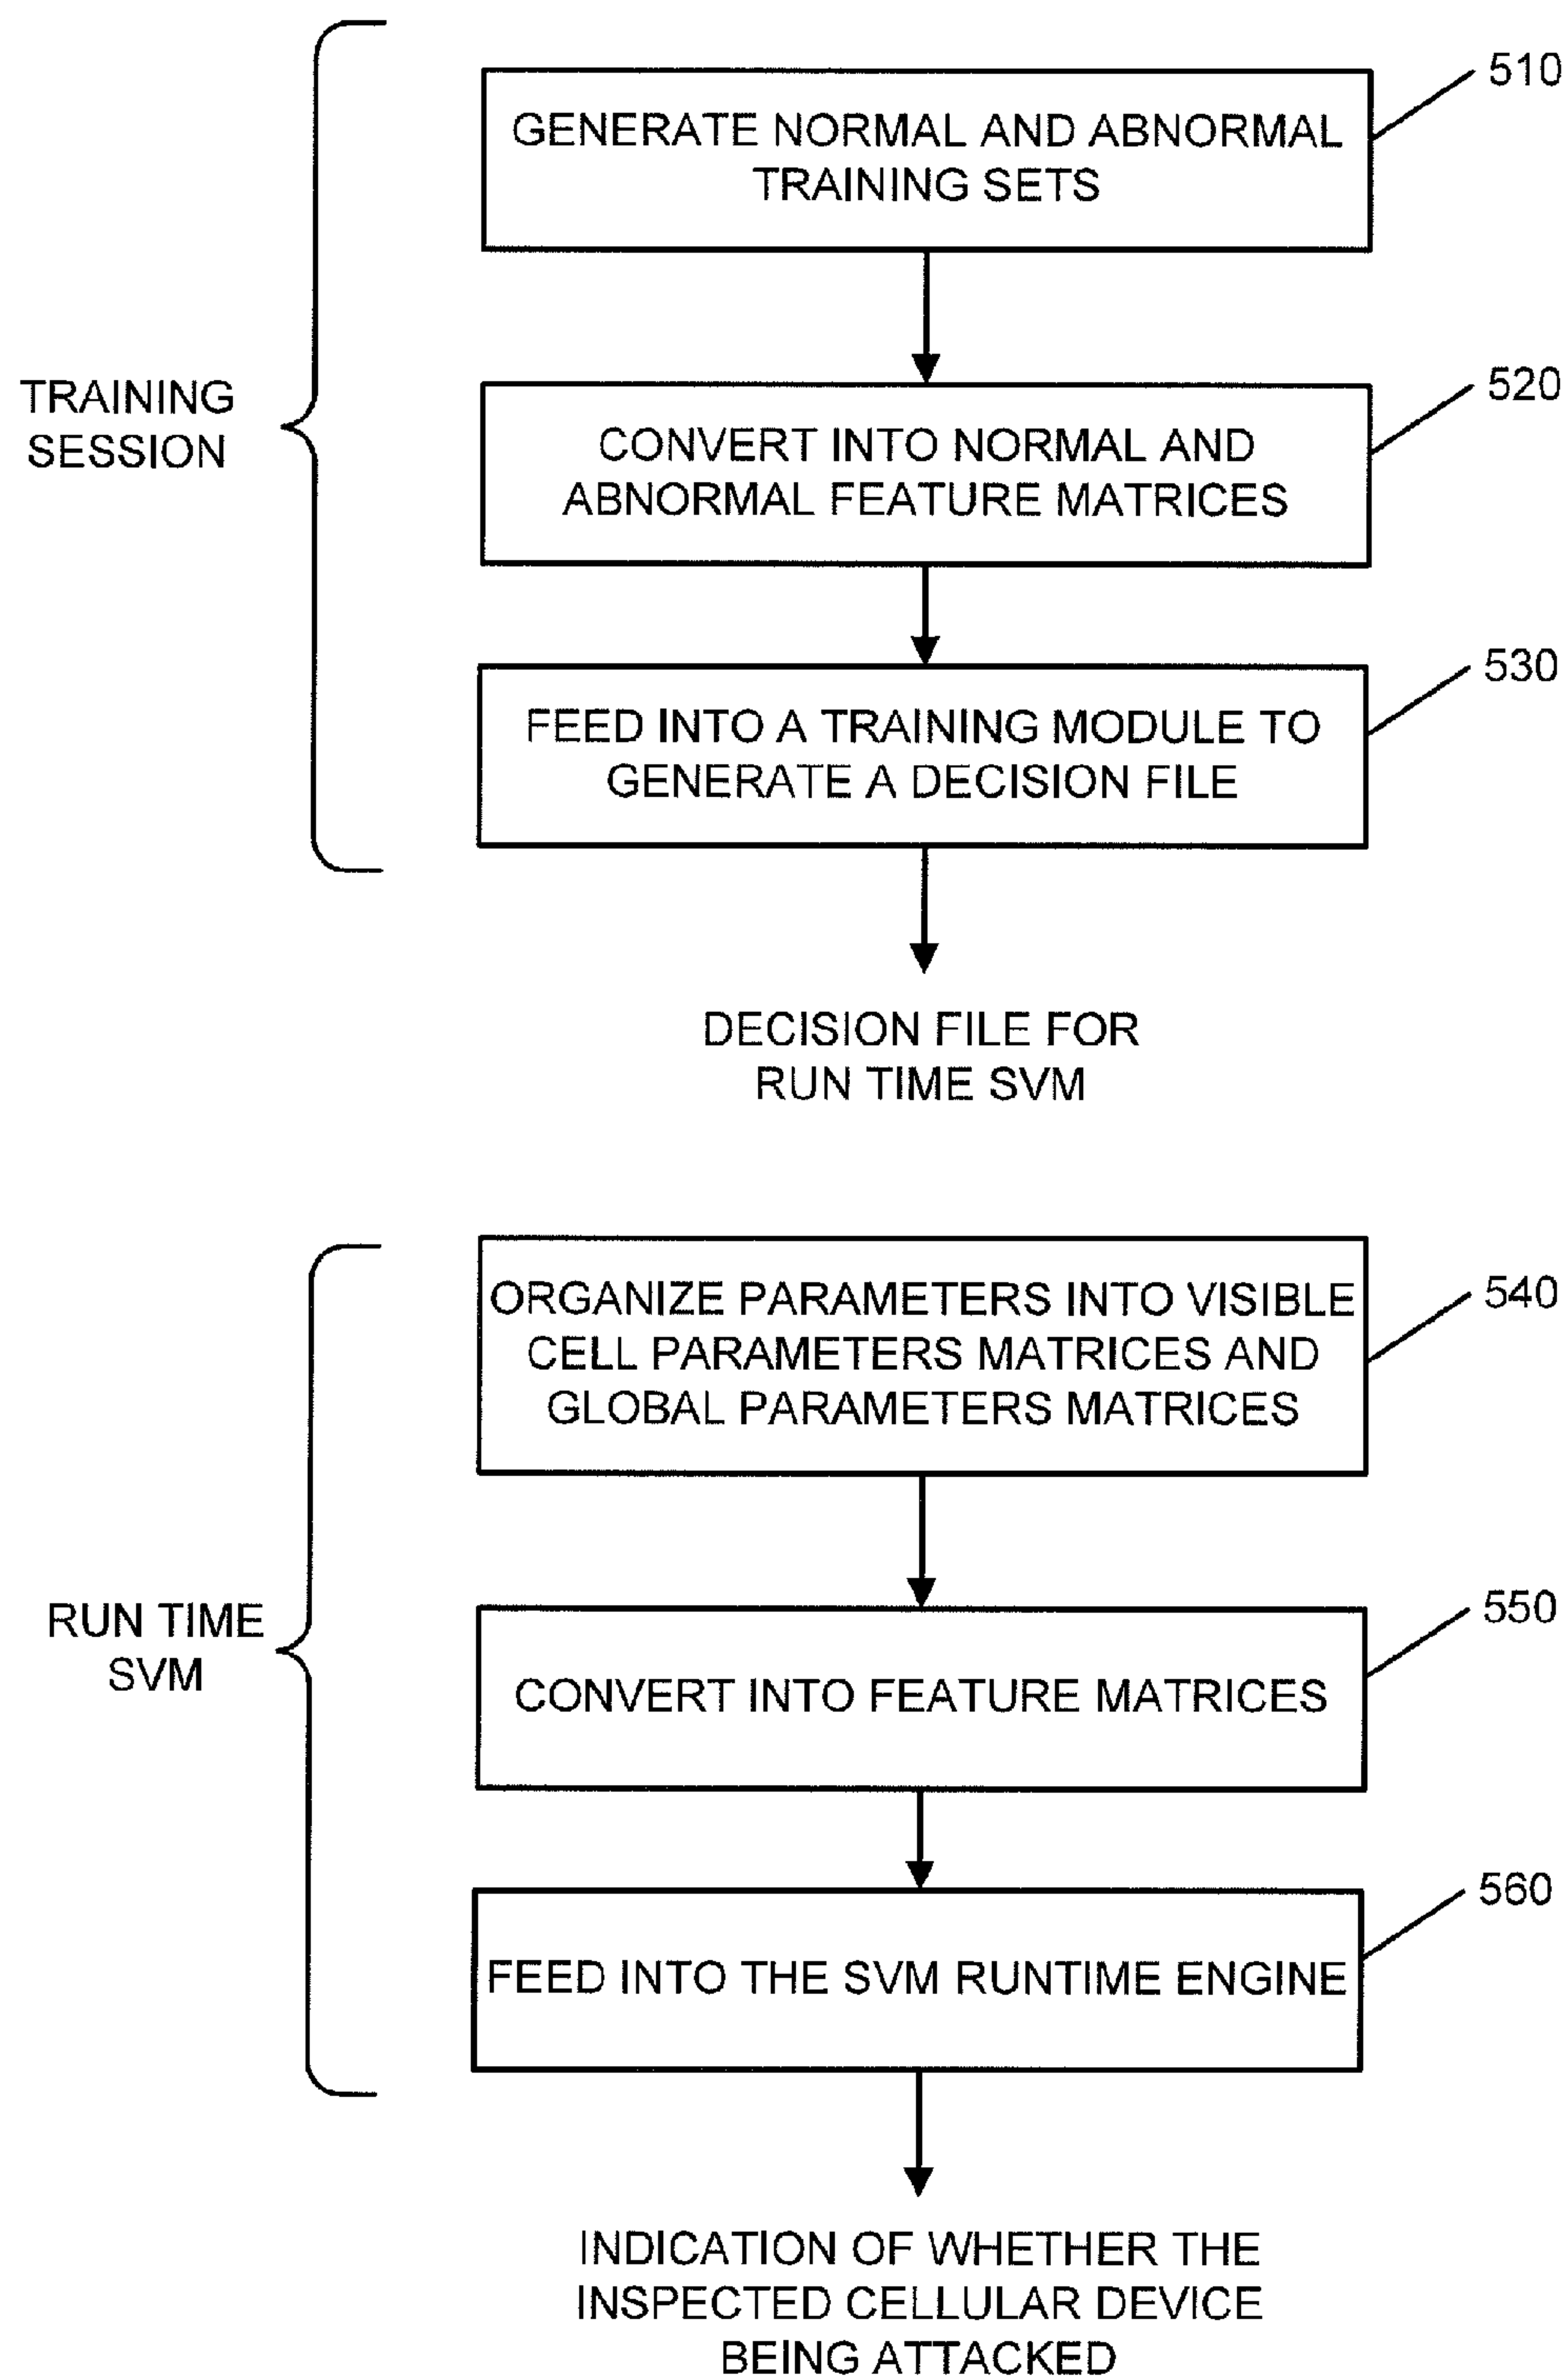 510
GENERATE NORMAL AND ABNORMAL
TRAINING SETS
TRAINING
SESSION
520
CONVERT INTO NORMAL AND
ABNORMAL FEATURE MATRICES
530
FEED INTO A TRAINING MODULE TO
GENERATE A DECISION FILE
DECISION FILE FOR
RUN TIME SVM
540
ORGANIZE PARAMETERS INTO VISIBLE
CELL PARAMETERS MATRICES AND
GLOBAL PARAMETERS MATRICES
RUN TIME
SVM
550
CONVERT INTO FEATURE MATRICES
560
FEED INTO THE SVM RUNTIME ENGINE
INDICATION OF WHETHER THE
INSPECTED CELLULAR DEVICE
BEING ATTACKED